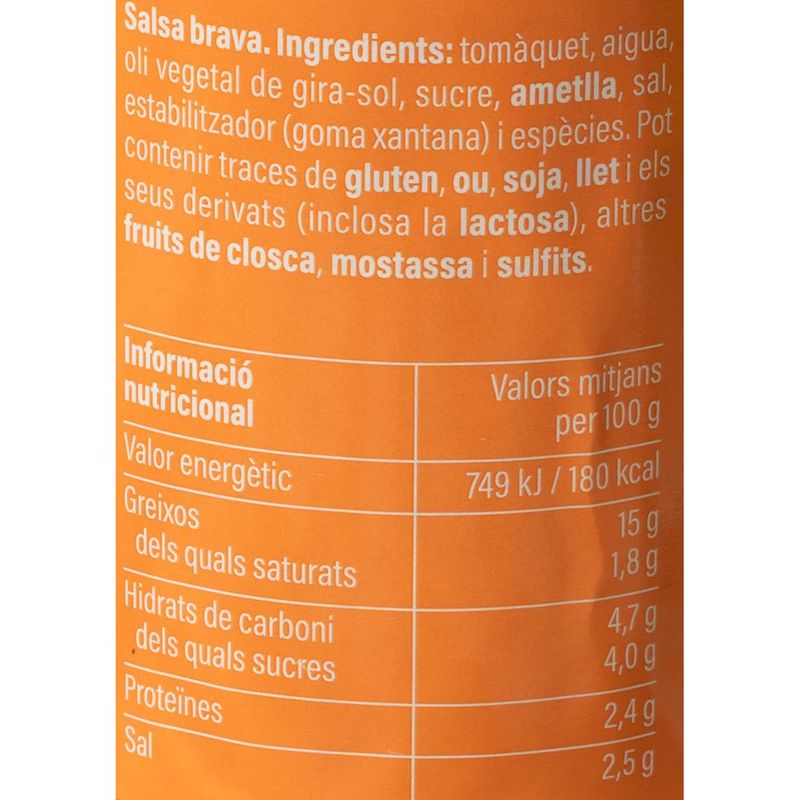 Salsa brava. Ingredients: tomàquet, aigua,
oli vegetal de gira-sol, sucre, ametlla, sal,
estabilitzador (goma xantana) i espècies. Pot
contenir traces de gluten, ou, soja, llet i els
seus derivats (inclosa la lactosa), altres
fruits de closca, mostassa i sulfits.
Informació
nutricional
Valors mitjans
per 100 g
Valor energètic 749 kJ / 180 kcal
Greixos 15 g
dels quals saturats 1,8 g
Hidrats de carboni 4,7 g
dels quals sucres 4,0 g
Proteïnes 2,4 g
Sal 2,5 g